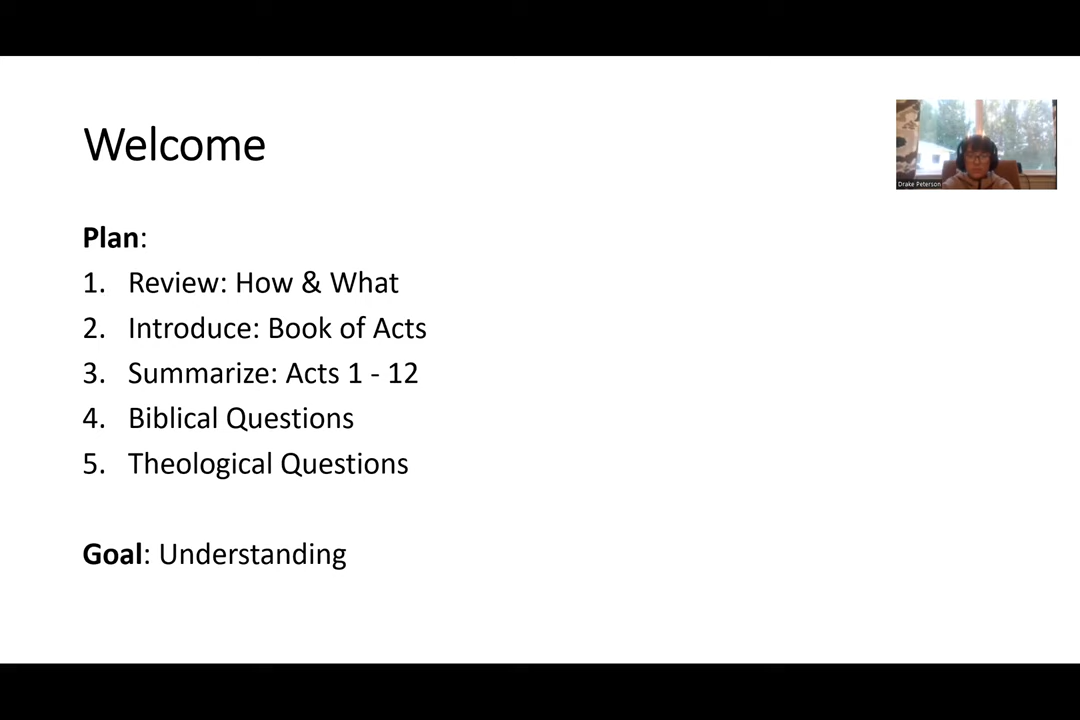 Welcome
Drake Peterson
Plan:
1. Review: How & What
2. Introduce: Book of Acts
3. Summarize: Acts 1 - 12
4. Biblical Questions
5. Theological Questions
Goal: Understanding